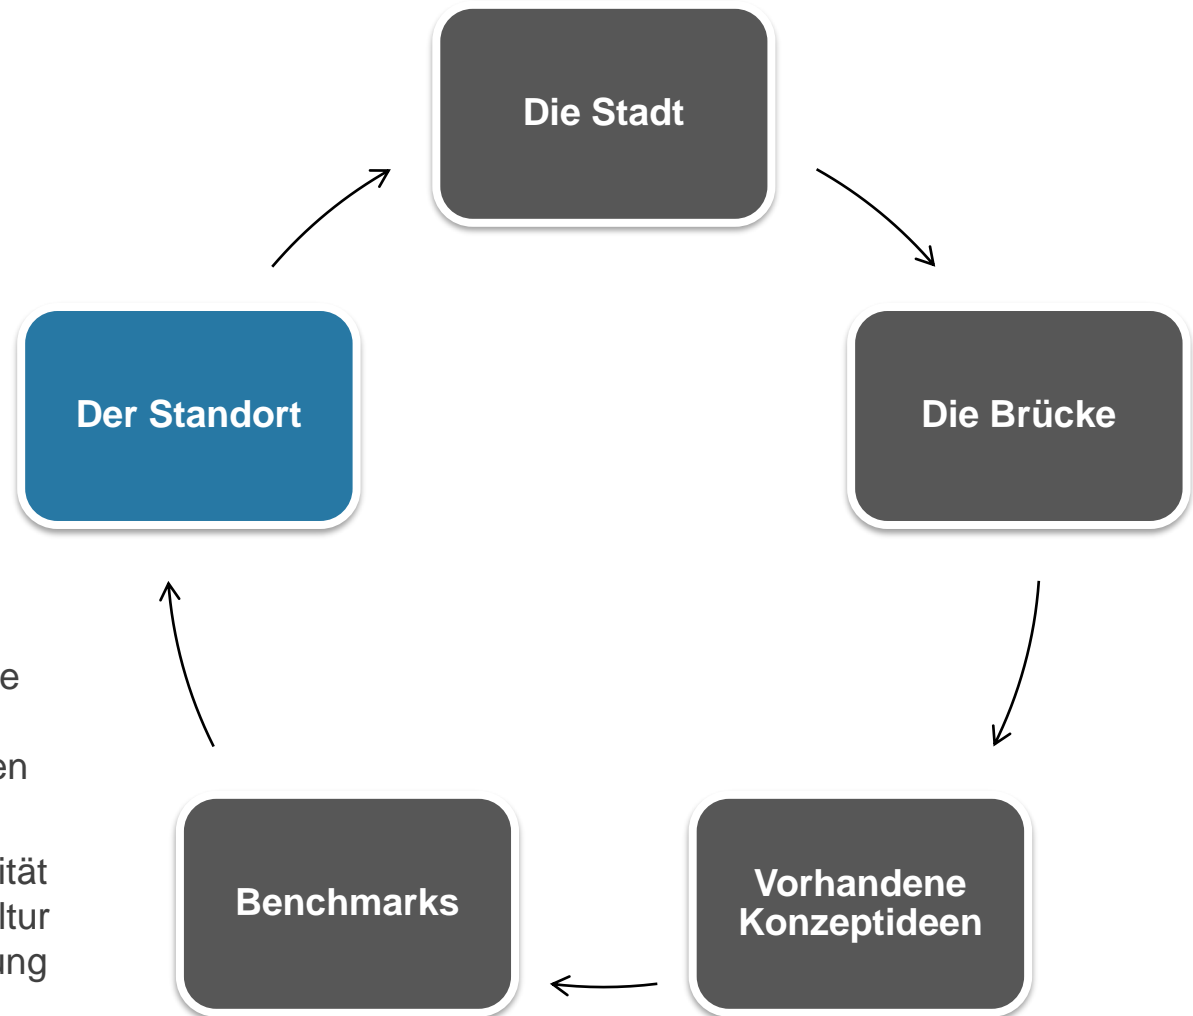 Die Stadt
Der Standort
Die Brücke
Benchmarks
Vorhandene
Konzeptideen